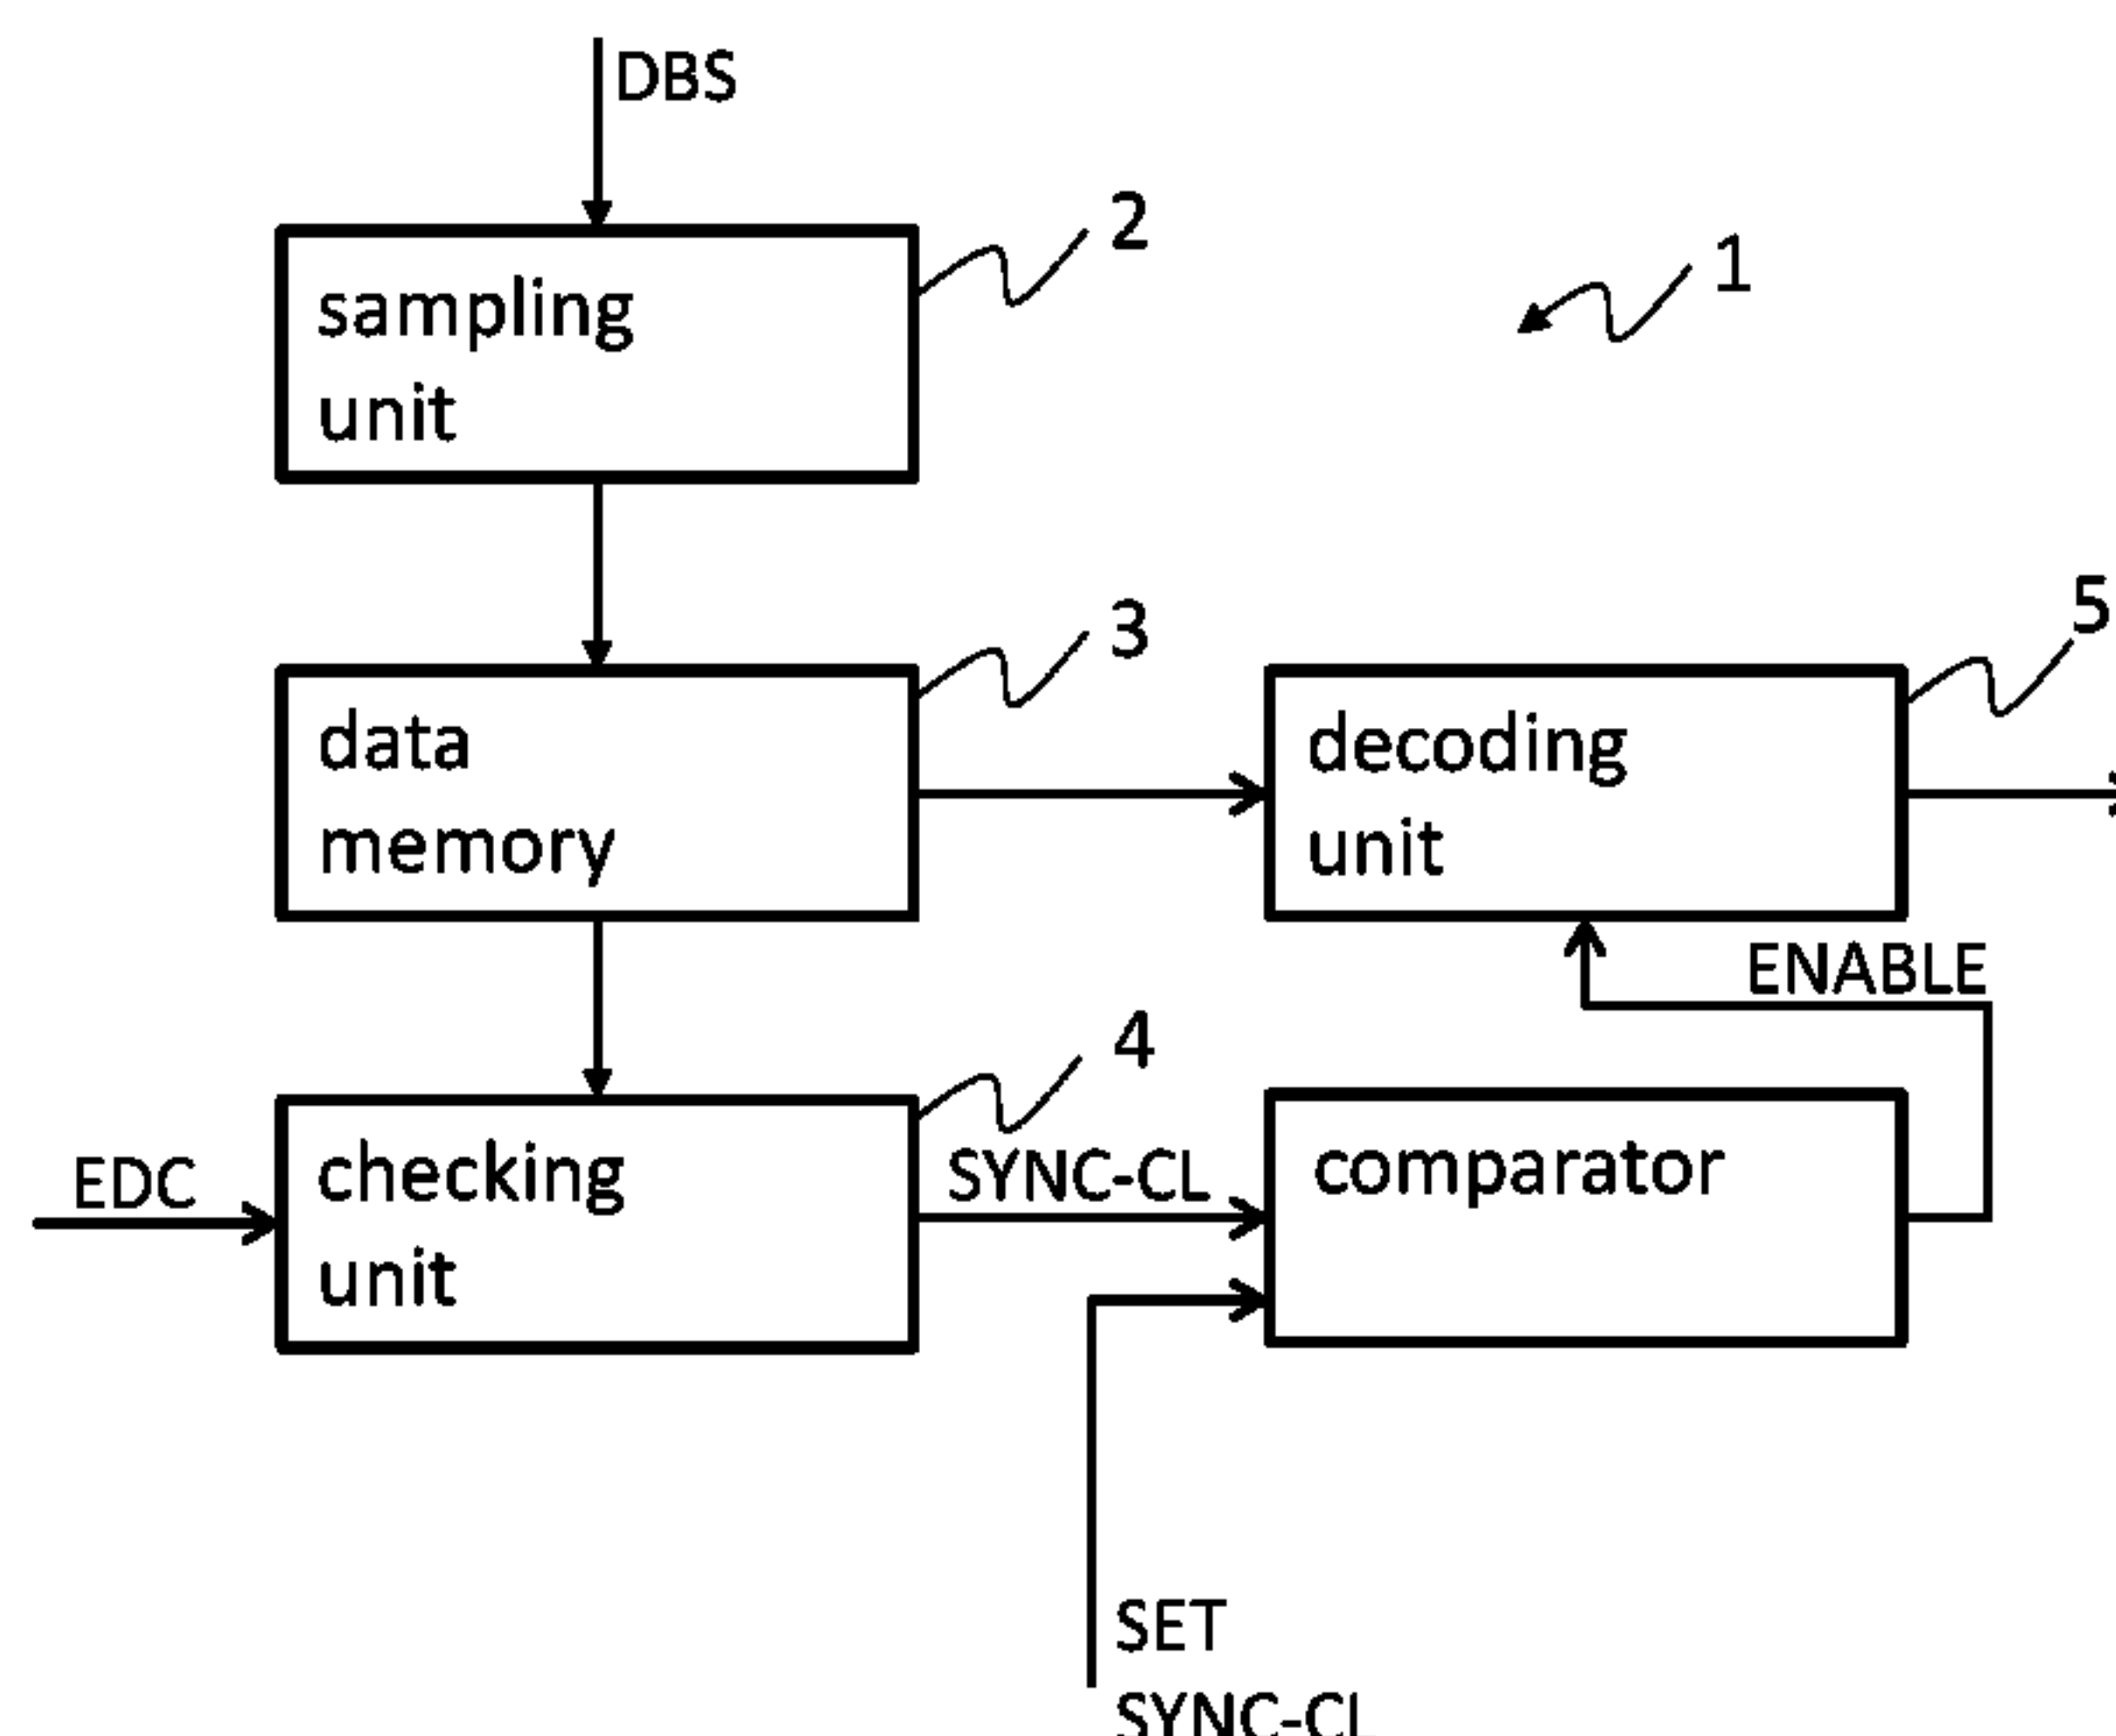 DBS
2
1
sampling
unit
3
5
data
memory
decoding
unit
ENABLE
4
EDC
checking
unit
SYNC-CL
comparator
SET
SYNC-CL